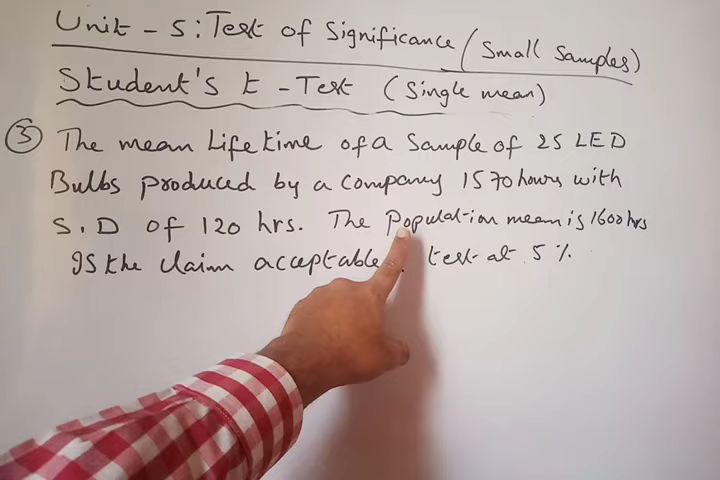 Unit - 5: Test of Significance (Small Samples)
Student's t - Test (Single mean)
③ The mean Lifetime of a Sample of 25 LED
Bulbs produced by a company 1570 hours with
S.D of 120 hrs. The Population mean is 1600 hrs
Is the claim acceptable. test at 5%